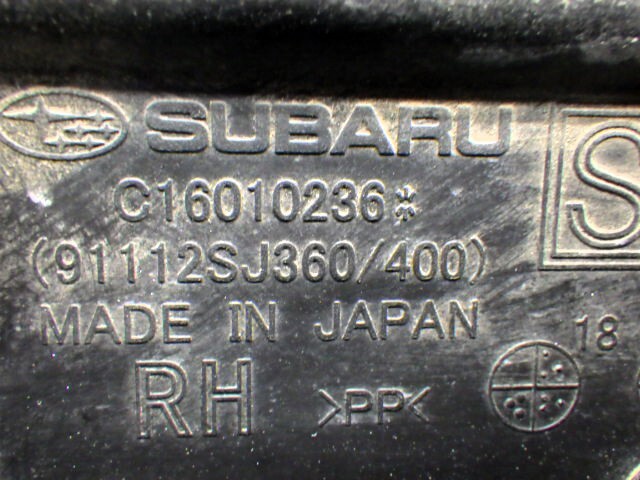 SUBARU
C16010236*
(91112SJ360/400)
S
MADE IN JAPAN
18
RH >PP<